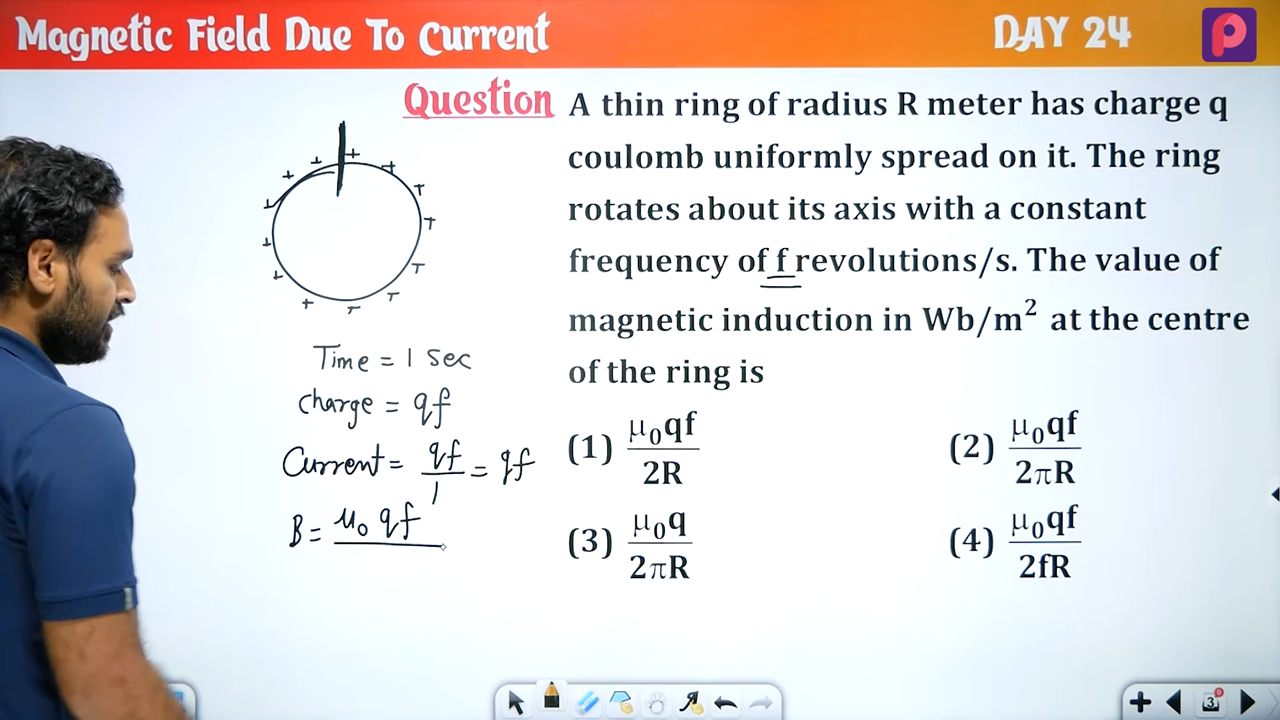 Magnetic Field Due To Current
DAY 24
Question A thin ring of radius R meter has charge q
coulomb uniformly spread on it. The ring
rotates about its axis with a constant
frequency of f revolutions/s. The value of
magnetic induction in Wb/m² at the centre
of the ring is
(1) μ₀qf / 2R
(2) μ₀qf / 2πR
(3) μ₀q / 2πR
(4) μ₀qf / 2fR
Time = 1 Sec
Charge = qf
Current = qf / 1 = qf
B = μ₀ qf
3